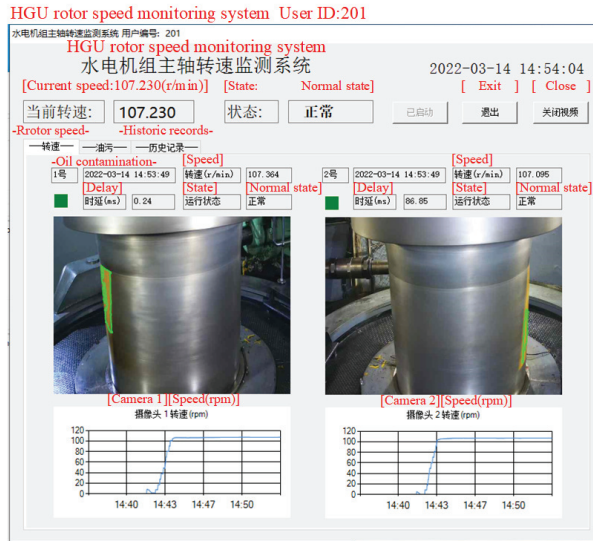 HGU rotor speed monitoring system User ID:201
水电机组主轴转速监测系统 用户编号: 201
HGU rotor speed monitoring system
水电机组主轴转速监测系统
2022-03-14 14:54:04
[Current speed:107.230(r/min)] [State: Normal state] [ Exit ] [ Close ]
当前转速: 107.230 状态: 正常 已启动 退出 关闭视频
-Rrotor speed- -Historic records-
转速 油污 历史记录
-Oil contamination- [Speed] [Speed]
1号 2022-03-14 14:53:49 转速(r/min) 107.364 2号 2022-03-14 14:53:49 转速(r/min) 107.095
[Delay] [State] [Normal state] [Delay] [State] [Normal state]
时延(ms) 0.24 运行状态 正常 时延(ms) 86.85 运行状态 正常
[Camera 1][Speed(rpm)] [Camera 2][Speed(rpm)]
摄像头 1 转速(rpm) 摄像头 2 转速(rpm)
120 120
100 100
80 80
60 60
40 40
20 20
0 0
14:40 14:43 14:47 14:50 14:40 14:43 14:47 14:50